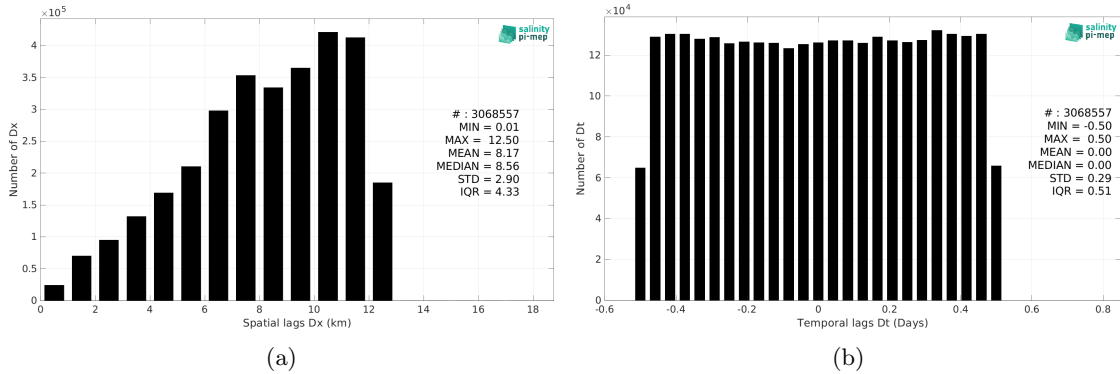 ×10^5
4
3.5
3
2.5
2
1.5
1
0.5
0
Number of Dx
0 2 4 6 8 10 12 14 16 18
Spatial lags Dx (km)
salinity
pi-mep
# : 3068557
MIN = 0.01
MAX = 12.50
MEAN = 8.17
MEDIAN = 8.56
STD = 2.90
IQR = 4.33
(a)
×10^4
12
10
8
6
4
2
0
Number of Dt
-0.6 -0.4 -0.2 0 0.2 0.4 0.6 0.8
Temporal lags Dt (Days)
salinity
pi-mep
# : 3068557
MIN = -0.50
MAX = 0.50
MEAN = 0.00
MEDIAN = 0.00
STD = 0.29
IQR = 0.51
(b)